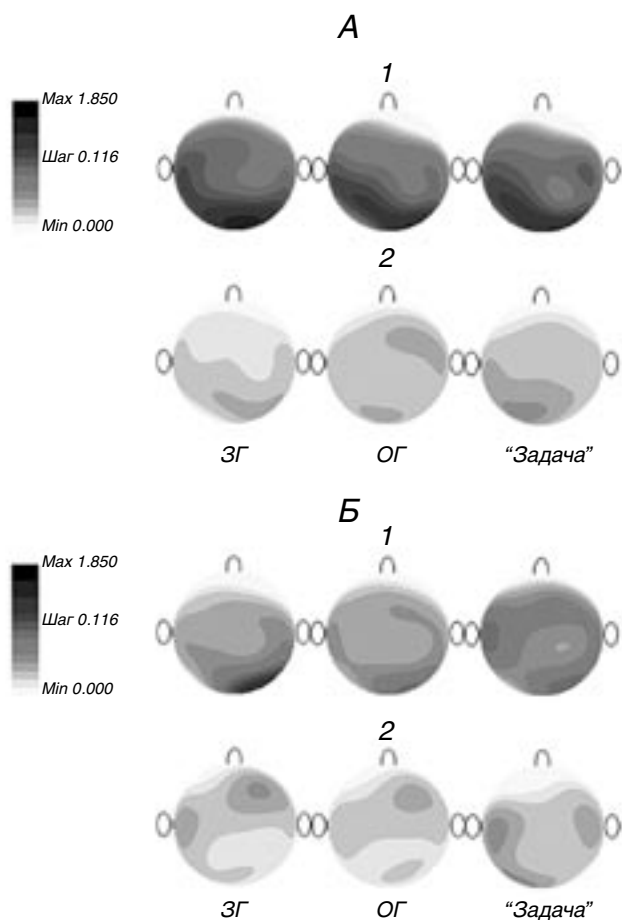 А
1
Max 1.850
Шаг 0.116
Min 0.000
2
ЗГ ОГ “Задача”
Б
1
Max 1.850
Шаг 0.116
Min 0.000
2
ЗГ ОГ “Задача”